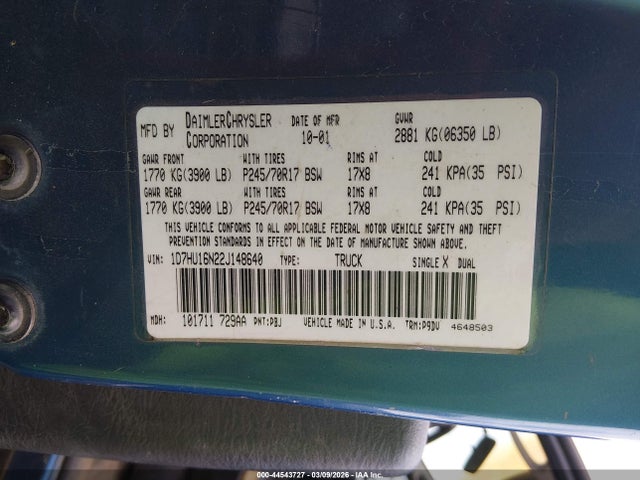 MFD BY DAIMLERCHRYSLER CORPORATION DATE OF MFR 10-01 GVWR 2881 KG(06350 LB)
GAWR FRONT WITH TIRES RIMS AT COLD
1770 KG(3900 LB) P245/70R17 BSW 17X8 241 KPA(35 PSI)
GAWR REAR WITH TIRES RIMS AT COLD
1770 KG(3900 LB) P245/70R17 BSW 17X8 241 KPA(35 PSI)
THIS VEHICLE CONFORMS TO ALL APPLICABLE FEDERAL MOTOR VEHICLE SAFETY AND THEFT
PREVENTION STANDARDS IN EFFECT ON THE DATE OF MANUFACTURE SHOWN ABOVE.
VIN: 1D7HU16N22J148640 TYPE: TRUCK SINGLE X DUAL
MDH: 101711 729AA PNT:PBJ VEHICLE MADE IN U.S.A. TRM:P9DV 4648503
000-44543727 - 03/09/2026 - © IAA Holdings, LLC